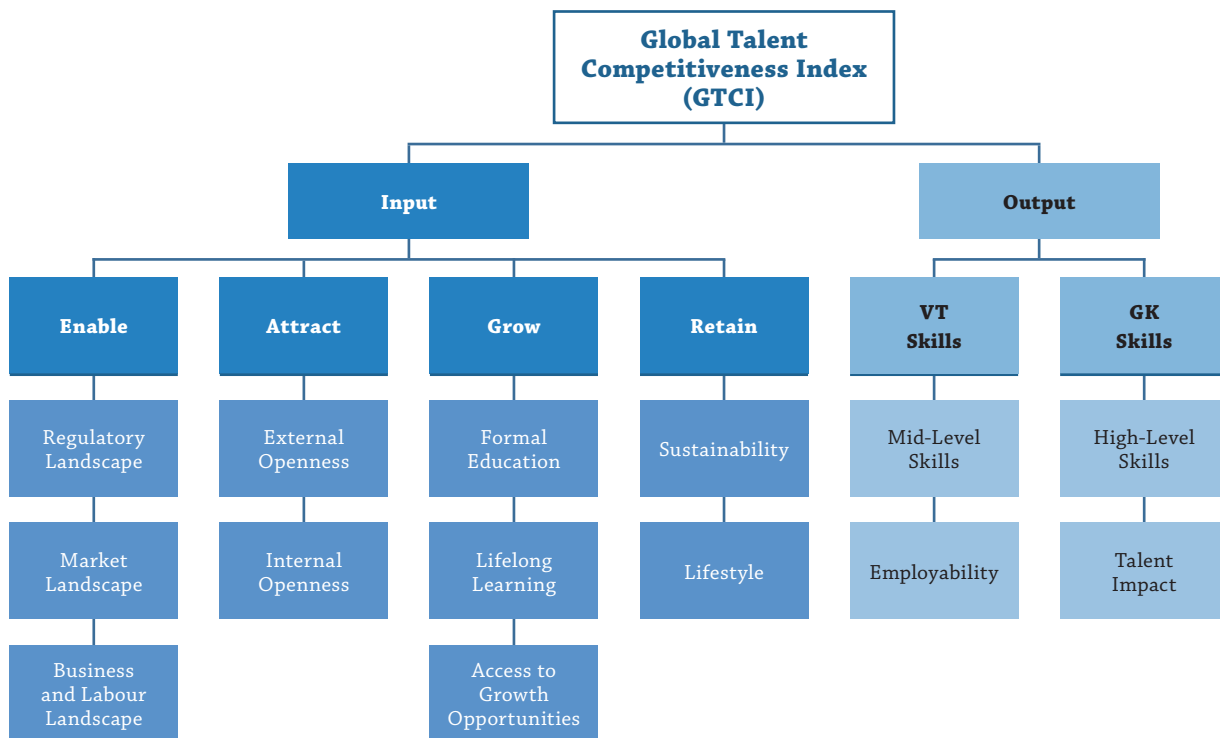 Global Talent
Competitiveness Index
(GTCI)
Input
Output
Enable
Attract
Grow
Retain
VT
Skills
GK
Skills
Regulatory
Landscape
External
Openness
Formal
Education
Sustainability
Mid-Level
Skills
High-Level
Skills
Market
Landscape
Internal
Openness
Lifelong
Learning
Lifestyle
Employability
Talent
Impact
Business
and Labour
Landscape
Access to
Growth
Opportunities